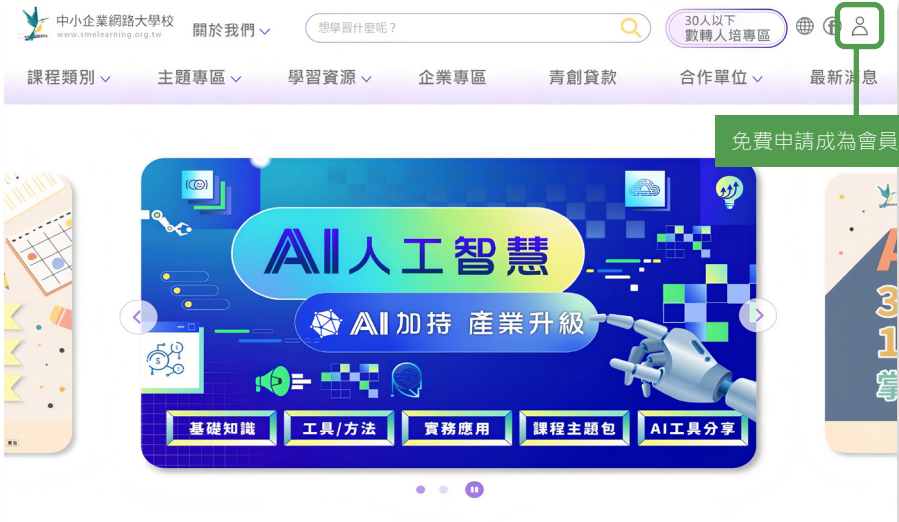 中小企業網路大學校
www.smelearning.org.tw
關於我們
想學習什麼呢？
30人以下
數轉人培專區
課程類別
主題專區
學習資源
企業專區
青創貸款
合作單位
最新消息
免費申請成為會員
AI人工智慧
AI加持 產業升級
基礎知識
工具/方法
實務應用
課程主題包
AI工具分享
A
3
1
掌